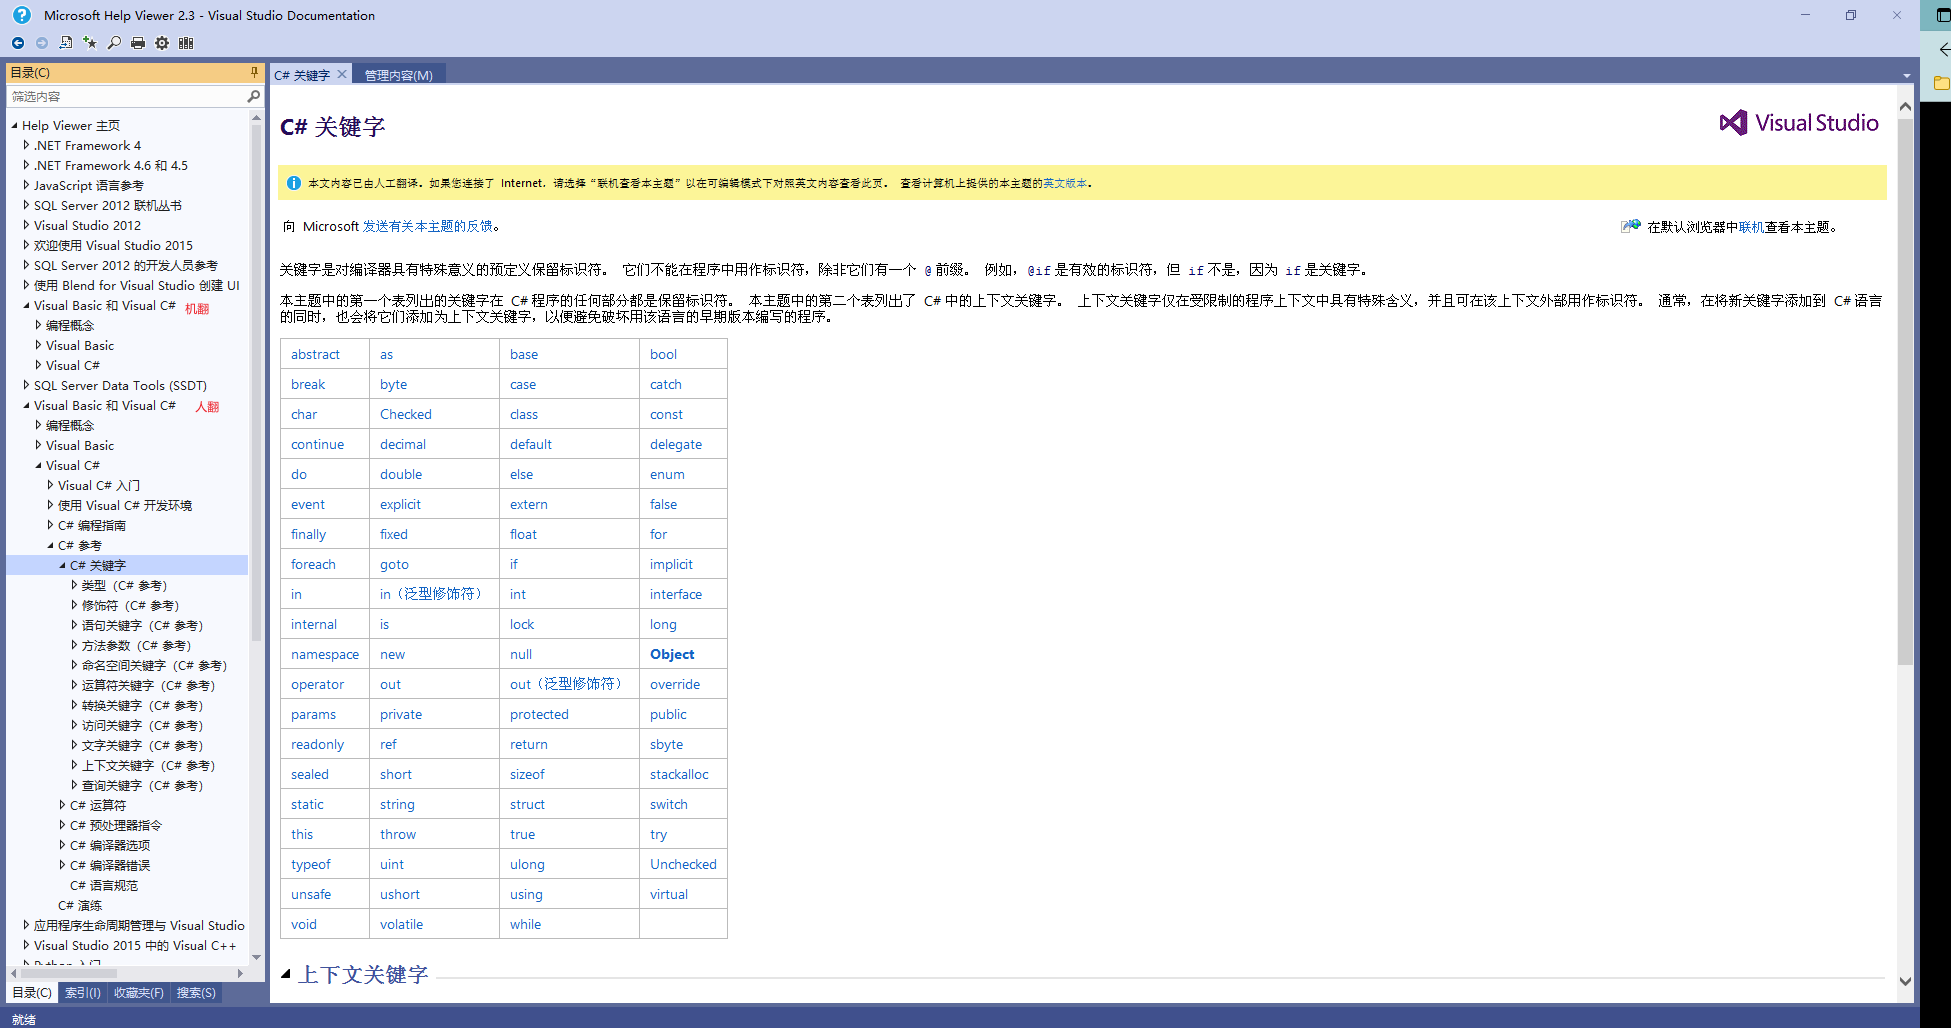 Microsoft Help Viewer 2.3 - Visual Studio Documentation
目录(C)
筛选内容
Help Viewer 主页
.NET Framework 4
.NET Framework 4.6 和 4.5
JavaScript 语言参考
SQL Server 2012 联机丛书
Visual Studio 2012
欢迎使用 Visual Studio 2015
SQL Server 2012 的开发人员参考
使用 Blend for Visual Studio 创建 UI
Visual Basic 和 Visual C# 机翻
编程概念
Visual Basic
Visual C#
SQL Server Data Tools (SSDT)
Visual Basic 和 Visual C# 人翻
编程概念
Visual Basic
Visual C#
Visual C# 入门
使用 Visual C# 开发环境
C# 编程指南
C# 参考
C# 关键字
类型（C# 参考）
修饰符（C# 参考）
语句关键字（C# 参考）
方法参数（C# 参考）
命名空间关键字（C# 参考）
运算符关键字（C# 参考）
转换关键字（C# 参考）
访问关键字（C# 参考）
文字关键字（C# 参考）
上下文关键字（C# 参考）
查询关键字（C# 参考）
C# 运算符
C# 预处理器指令
C# 编译器选项
C# 编译器错误
C# 语言规范
C# 演练
应用程序生命周期管理与 Visual Studio
Visual Studio 2015 中的 Visual C++
Python 入门
目录(C) 索引(I) 收藏夹(F) 搜索(S)
就绪
C# 关键字 管理内容(M)
C# 关键字
Visual Studio
本文内容已由人工翻译。如果您连接了 Internet，请选择“联机查看本主题”以在可编辑模式下对照英文内容查看此页。 查看计算机上提供的本主题的英文版本。
向 Microsoft 发送有关本主题的反馈。
在默认浏览器中联机查看本主题。
关键字是对编译器具有特殊意义的预定义保留标识符。 它们不能在程序中用作标识符，除非它们有一个 @ 前缀。 例如，@if 是有效的标识符，但 if 不是，因为 if 是关键字。
本主题中的第一个表列出的关键字在 C# 程序的任何部分都是保留标识符。 本主题中的第二个表列出了 C# 中的上下文关键字。 上下文关键字仅在受限制的程序上下文中具有特殊含义，并且可在该上下文外部用作标识符。 通常，在将新关键字添加到 C# 语言
的同时，也会将它们添加为上下文关键字，以便避免破坏用该语言的早期版本编写的程序。
abstract as base bool
break byte case catch
char Checked class const
continue decimal default delegate
do double else enum
event explicit extern false
finally fixed float for
foreach goto if implicit
in in（泛型修饰符） int interface
internal is lock long
namespace new null Object
operator out out（泛型修饰符） override
params private protected public
readonly ref return sbyte
sealed short sizeof stackalloc
static string struct switch
this throw true try
typeof uint ulong Unchecked
unsafe ushort using virtual
void volatile while
上下文关键字